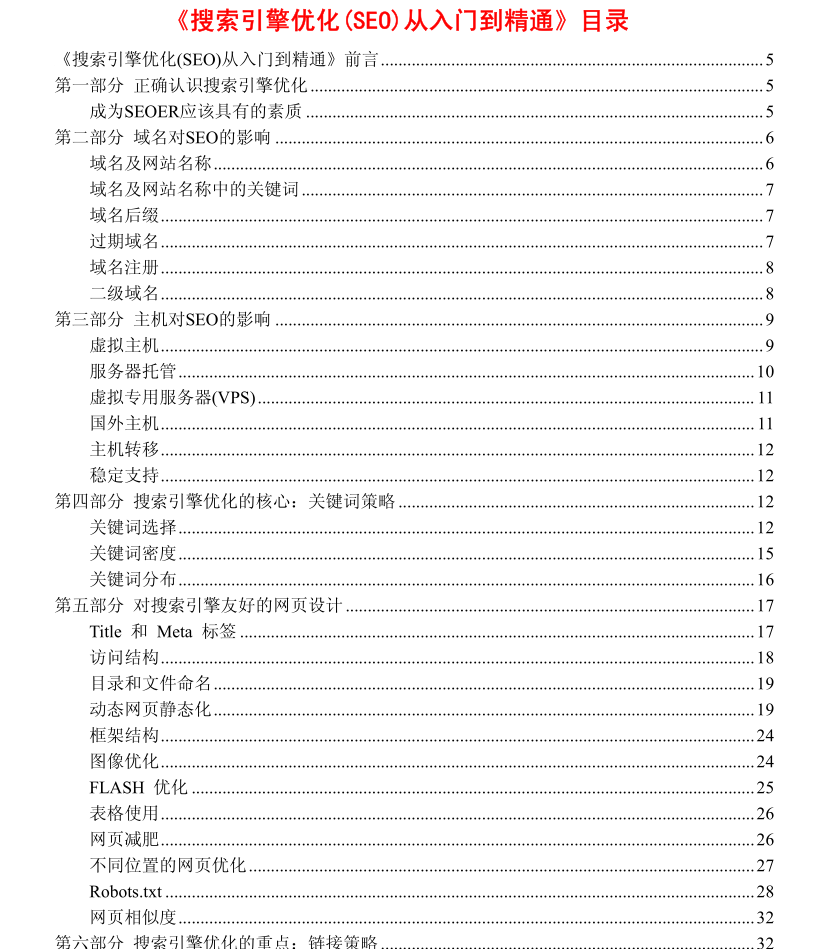 《搜索引擎优化(SEO)从入门到精通》目录
《搜索引擎优化(SEO)从入门到精通》前言 5
第一部分 正确认识搜索引擎优化 5
成为SEOER应该具有的素质 5
第二部分 域名对SEO的影响 6
域名及网站名称 6
域名及网站名称中的关键词 7
域名后缀 7
过期域名 7
域名注册 8
二级域名 8
第三部分 主机对SEO的影响 9
虚拟主机 9
服务器托管 10
虚拟专用服务器(VPS) 11
国外主机 11
主机转移 12
稳定支持 12
第四部分 搜索引擎优化的核心：关键词策略 12
关键词选择 12
关键词密度 15
关键词分布 16
第五部分 对搜索引擎友好的网页设计 17
Title 和 Meta 标签 17
访问结构 18
目录和文件命名 19
动态网页静态化 19
框架结构 24
图像优化 24
FLASH 优化 25
表格使用 26
网页减肥 26
不同位置的网页优化 27
Robots.txt 28
网页相似度 32
第六部分 搜索引擎优化的重点：链接策略 32